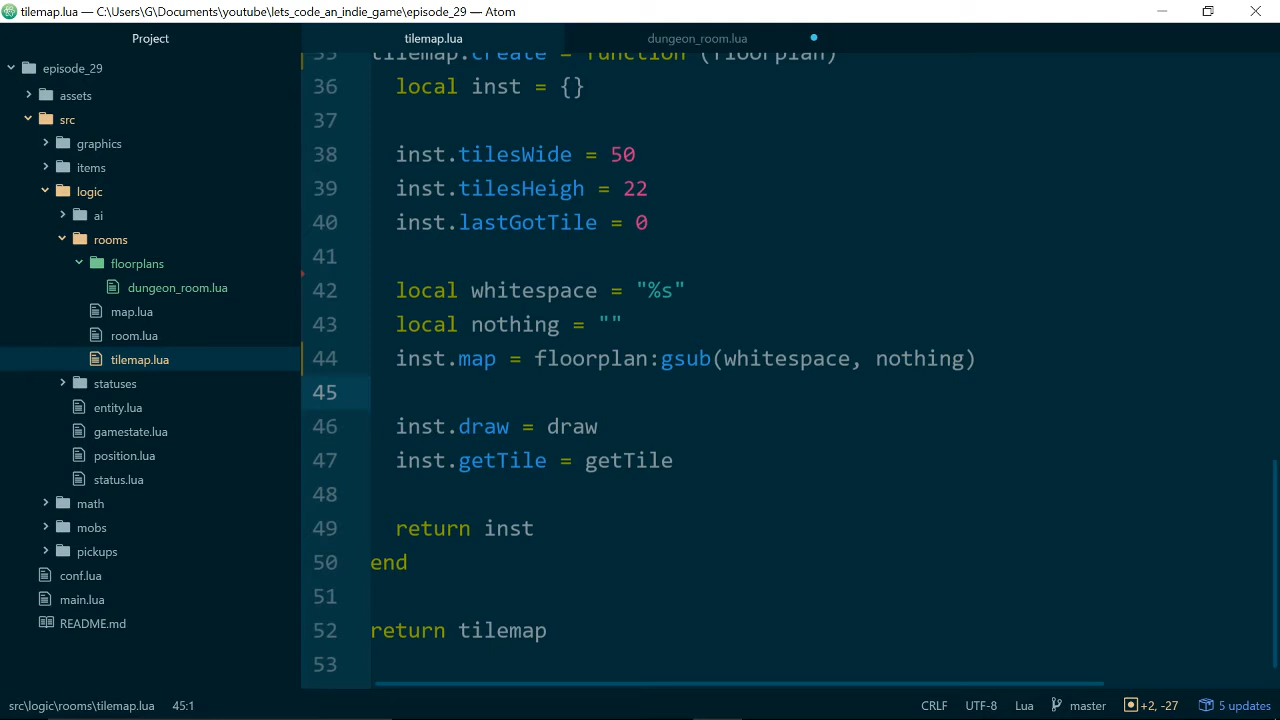 tilemap.lua — C:\Users\G\Documents\youtube\lets_code_an_indie_game\episode_29 — Atom
Project
tilemap.lua
dungeon_room.lua
episode_29
assets
src
graphics
items
logic
ai
rooms
floorplans
dungeon_room.lua
map.lua
room.lua
tilemap.lua
statuses
entity.lua
gamestate.lua
position.lua
status.lua
math
mobs
pickups
conf.lua
main.lua
README.md
35 tilemap.create = function (floorplan)
36 local inst = {}
37
38 inst.tilesWide = 50
39 inst.tilesHeigh = 22
40 inst.lastGotTile = 0
41
42 local whitespace = "%s"
43 local nothing = ""
44 inst.map = floorplan:gsub(whitespace, nothing)
45
46 inst.draw = draw
47 inst.getTile = getTile
48
49 return inst
50 end
51
52 return tilemap
53
src\logic\rooms\tilemap.lua 45:1 CRLF UTF-8 Lua master +2, -27 5 updates